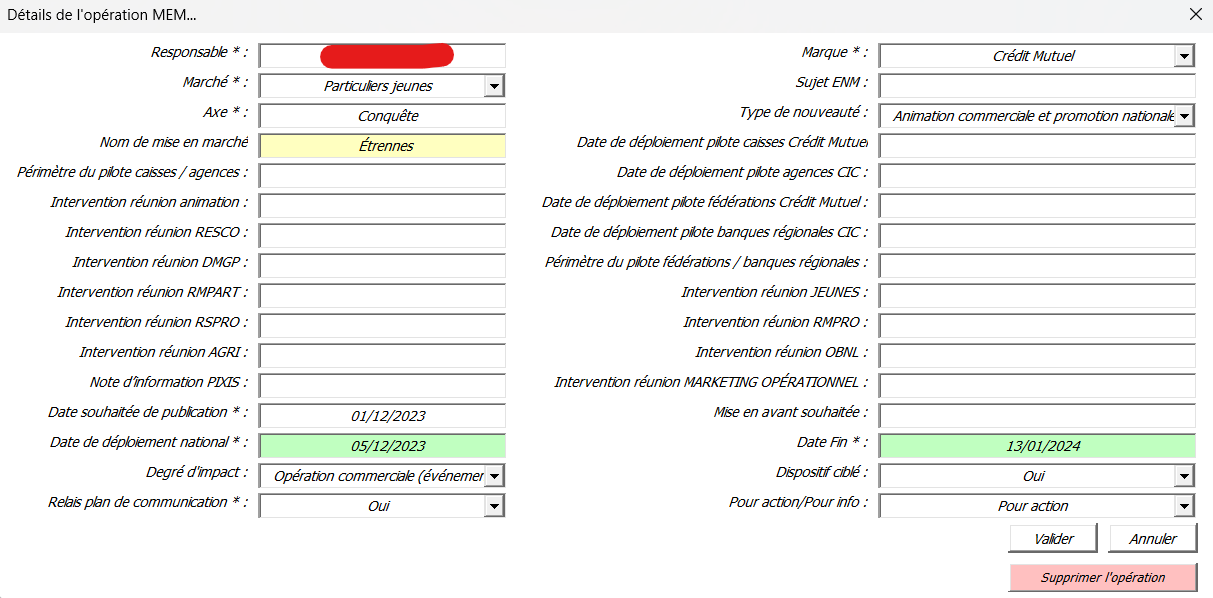 Détails de l'opération MEM...
Responsable * :
Marque * :
Crédit Mutuel
Marché * :
Particuliers jeunes
Sujet ENM :
Axe * :
Conquête
Type de nouveauté :
Animation commerciale et promotion nationale
Nom de mise en marché
Étrennes
Date de déploiement pilote caisses Crédit Mutuel
Périmètre du pilote caisses / agences :
Date de déploiement pilote agences CIC :
Intervention réunion animation :
Date de déploiement pilote fédérations Crédit Mutuel :
Intervention réunion RESCO :
Date de déploiement pilote banques régionales CIC :
Intervention réunion DMGP :
Périmètre du pilote fédérations / banques régionales :
Intervention réunion RMPART :
Intervention réunion JEUNES :
Intervention réunion RSPRO :
Intervention réunion RMPRO :
Intervention réunion AGRI :
Intervention réunion OBNL :
Note d'information PIXIS :
Intervention réunion MARKETING OPÉRATIONNEL :
Date souhaitée de publication * :
01/12/2023
Mise en avant souhaitée :
Date de déploiement national * :
05/12/2023
Date Fin * :
13/01/2024
Degré d'impact :
Opération commerciale (événemer
Dispositif ciblé :
Oui
Relais plan de communication * :
Oui
Pour action/Pour info :
Pour action
Valider
Annuler
Supprimer l'opération